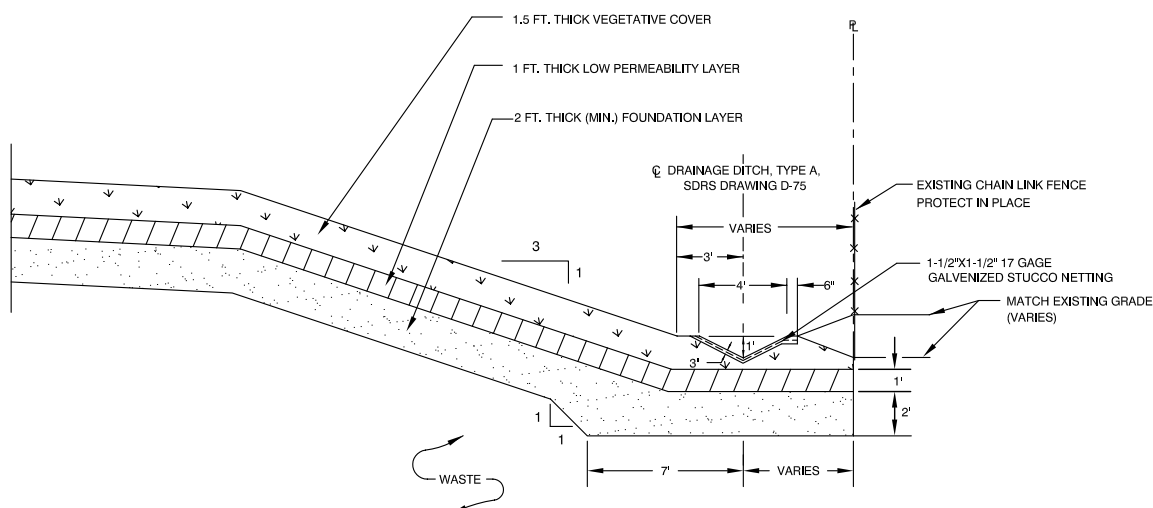 1.5 FT. THICK VEGETATIVE COVER
1 FT. THICK LOW PERMEABILITY LAYER
2 FT. THICK (MIN.) FOUNDATION LAYER
PL
CL DRAINAGE DITCH, TYPE A,
SDRS DRAWING D-75
EXISTING CHAIN LINK FENCE
PROTECT IN PLACE
VARIES
3
1
3'
1-1/2"X1-1/2" 17 GAGE
GALVANIZED STUCCO NETTING
4'
6"
MATCH EXISTING GRADE
(VARIES)
1'
3"
1'
2'
1
1
7'
VARIES
WASTE